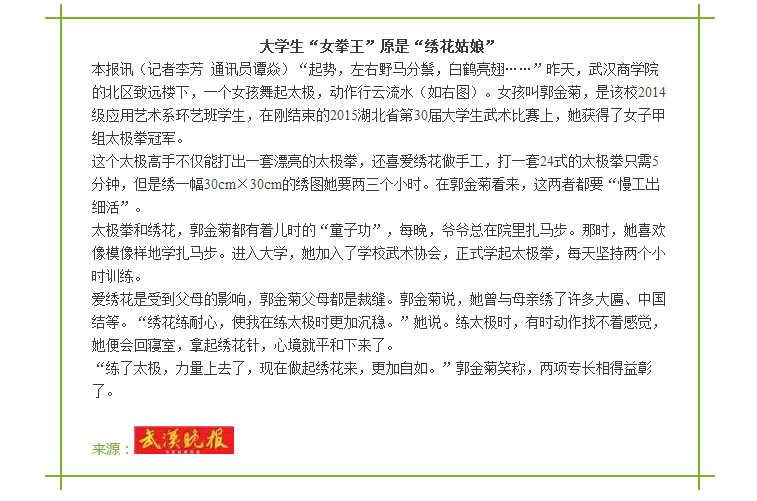 大学生“女拳王”原是“绣花姑娘”
本报讯（记者李芳 通讯员谭焱）“起势，左右野马分鬃，白鹤亮翅……”昨天，武汉商学院
的北区致远楼下，一个女孩舞起太极，动作行云流水（如右图）。女孩叫郭金菊，是该校2014
级应用艺术系环艺班学生，在刚结束的2015湖北省第30届大学生武术比赛上，她获得了女子甲
组太极拳冠军。
这个太极高手不仅能打出一套漂亮的太极拳，还喜爱绣花做手工，打一套24式的太极拳只需5
分钟，但是绣一幅30cm×30cm的绣图她要两三个小时。在郭金菊看来，这两者都要“慢工出
细活”。
太极拳和绣花，郭金菊都有着儿时的“童子功”，每晚，爷爷总在院里扎马步。那时，她喜欢
像模像样地学扎马步。进入大学，她加入了学校武术协会，正式学起太极拳，每天坚持两个小
时训练。
爱绣花是受到父母的影响，郭金菊父母都是裁缝。郭金菊说，她曾与母亲绣了许多大匾、中国
结等。“绣花练耐心，使我在练太极时更加沉稳。”她说。练太极时，有时动作找不着感觉，
她便会回寝室，拿起绣花针，心境就平和下来了。
“练了太极，力量上去了，现在做起绣花来，更加自如。”郭金菊笑称，两项专长相得益彰
了。
来源：武汉晚报